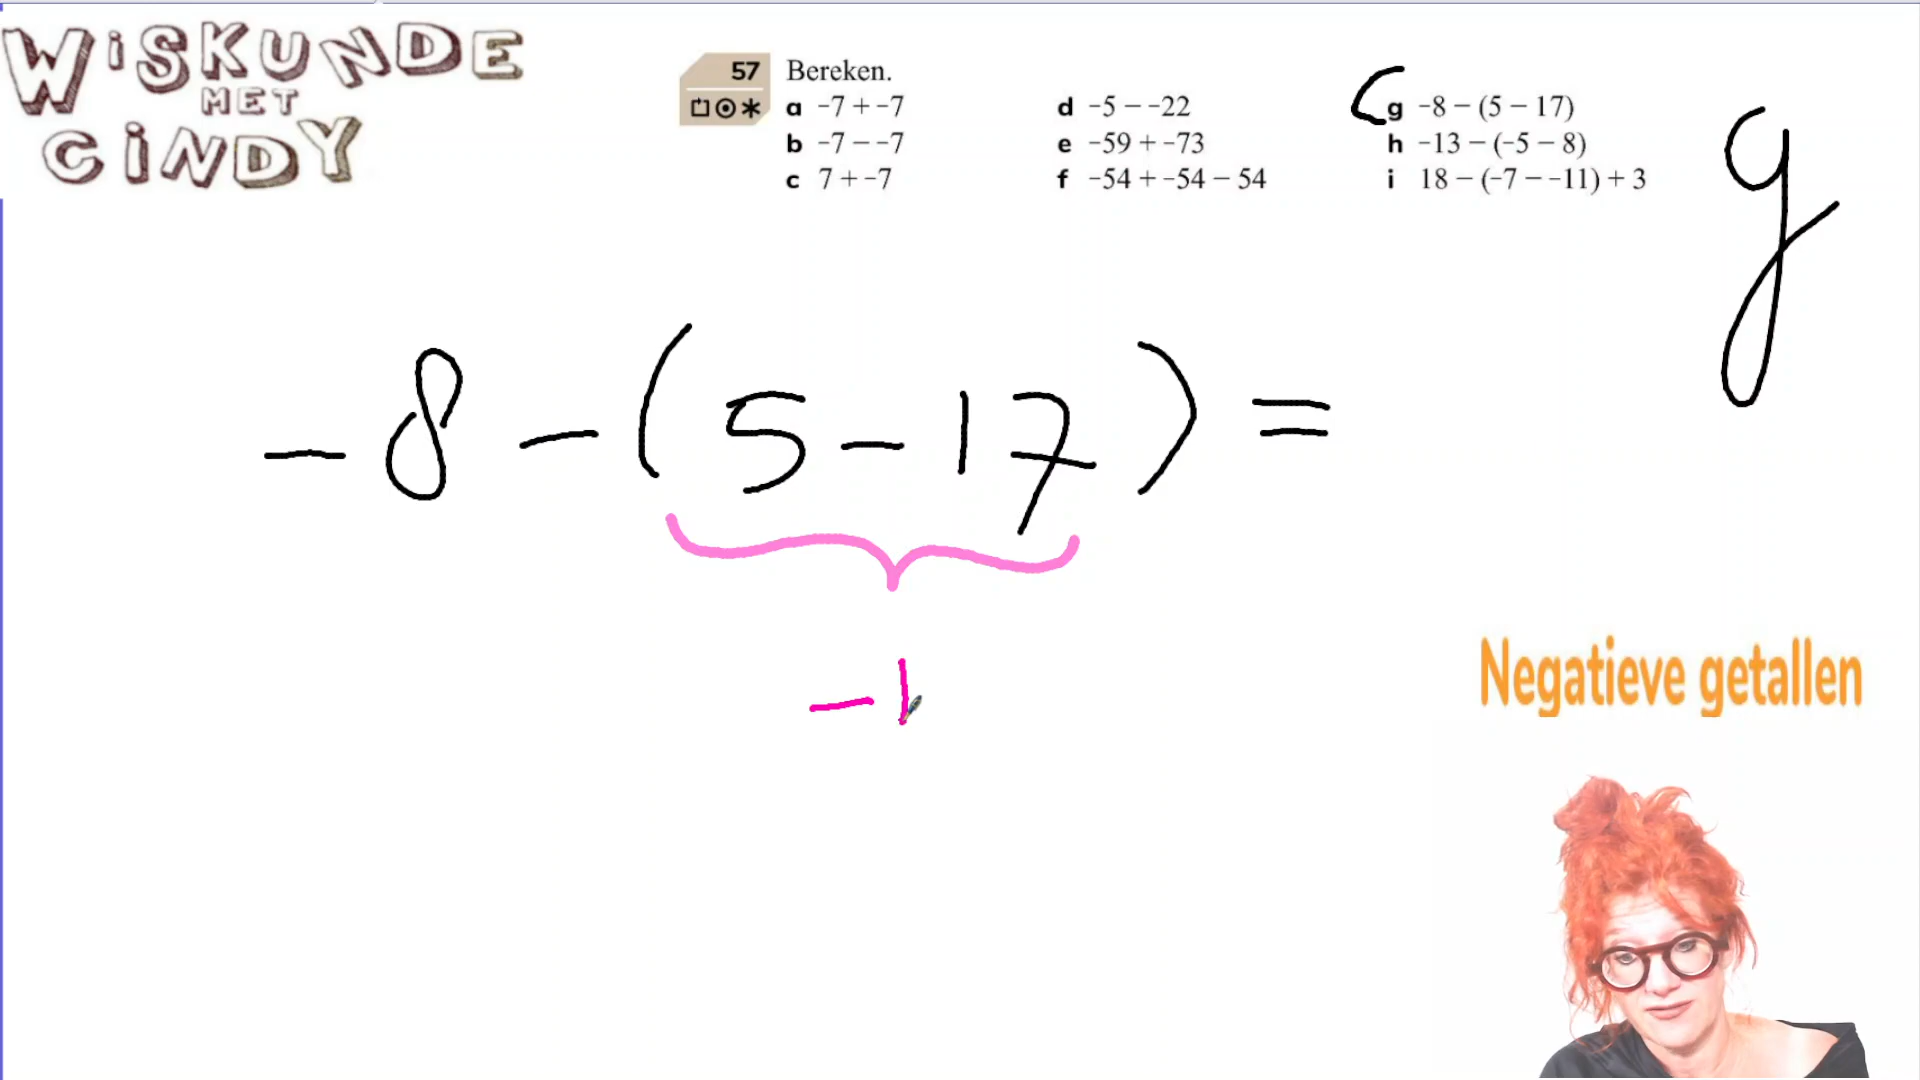 WiSKUNDE
MET
CiNDY
57 Bereken.
a -7 + -7
b -7 - -7
c 7 + -7
d -5 - -22
e -59 + -73
f -54 + -54 - 54
g -8 - (5 - 17)
h -13 - (-5 - 8)
i 18 - (-7 - -11) + 3
g
-8 - (5 - 17) =
-1
Negatieve getallen